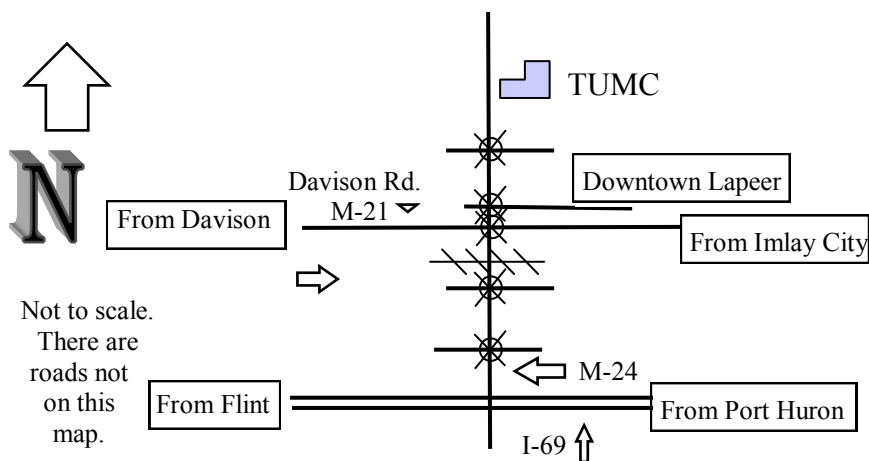 TUMC
N
Davison Rd.
M-21
Downtown Lapeer
From Davison
From Imlay City
Not to scale.
There are
roads not
on this
map.
M-24
From Flint
From Port Huron
I-69